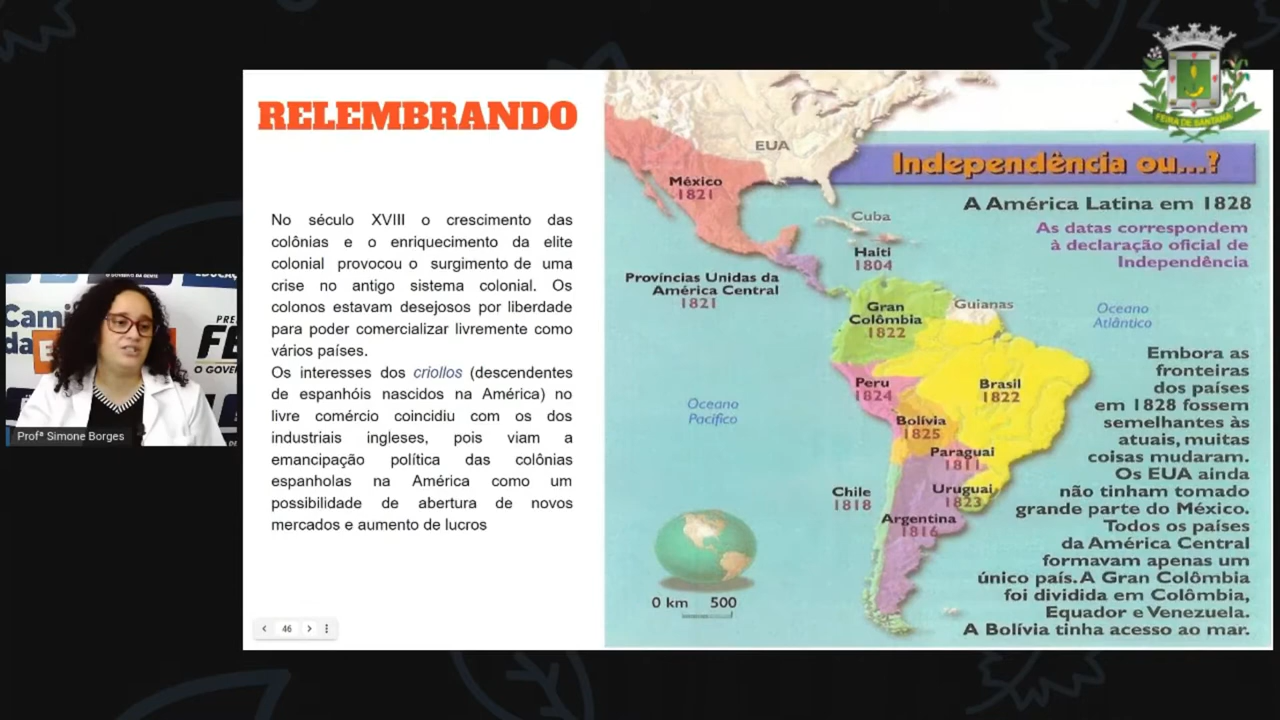 FEIRA DE SANTANA
RELEMBRANDO
No século XVIII o crescimento das
colônias e o enriquecimento da elite
colonial provocou o surgimento de uma
crise no antigo sistema colonial. Os
colonos estavam desejosos por liberdade
para poder comercializar livremente como
vários países.
Os interesses dos criollos (descendentes
de espanhóis nascidos na América) no
livre comércio coincidiu com os dos
industriais ingleses, pois viam a
emancipação política das colônias
espanholas na América como um
possibilidade de abertura de novos
mercados e aumento de lucros
46
Independência ou...?
A América Latina em 1828
As datas correspondem
à declaração oficial de
Independência
EUA
México
1821
Cuba
Haiti
1804
Províncias Unidas da
América Central
1821
Gran
Colômbia
1822
Guianas
Oceano
Atlântico
Peru
1824
Brasil
1822
Oceano
Pacífico
Bolívia
1825
Paraguai
1811
Chile
1818
Uruguai
1823
Argentina
1816
0 km 500
Embora as
fronteiras
dos países
em 1828 fossem
semelhantes às
atuais, muitas
coisas mudaram.
Os EUA ainda
não tinham tomado
grande parte do México.
Todos os países
da América Central
formavam apenas um
único país. A Gran Colômbia
foi dividida em Colômbia,
Equador e Venezuela.
A Bolívia tinha acesso ao mar.
Cami
da
PRE
FE
O GOVE
Profª Simone Borges